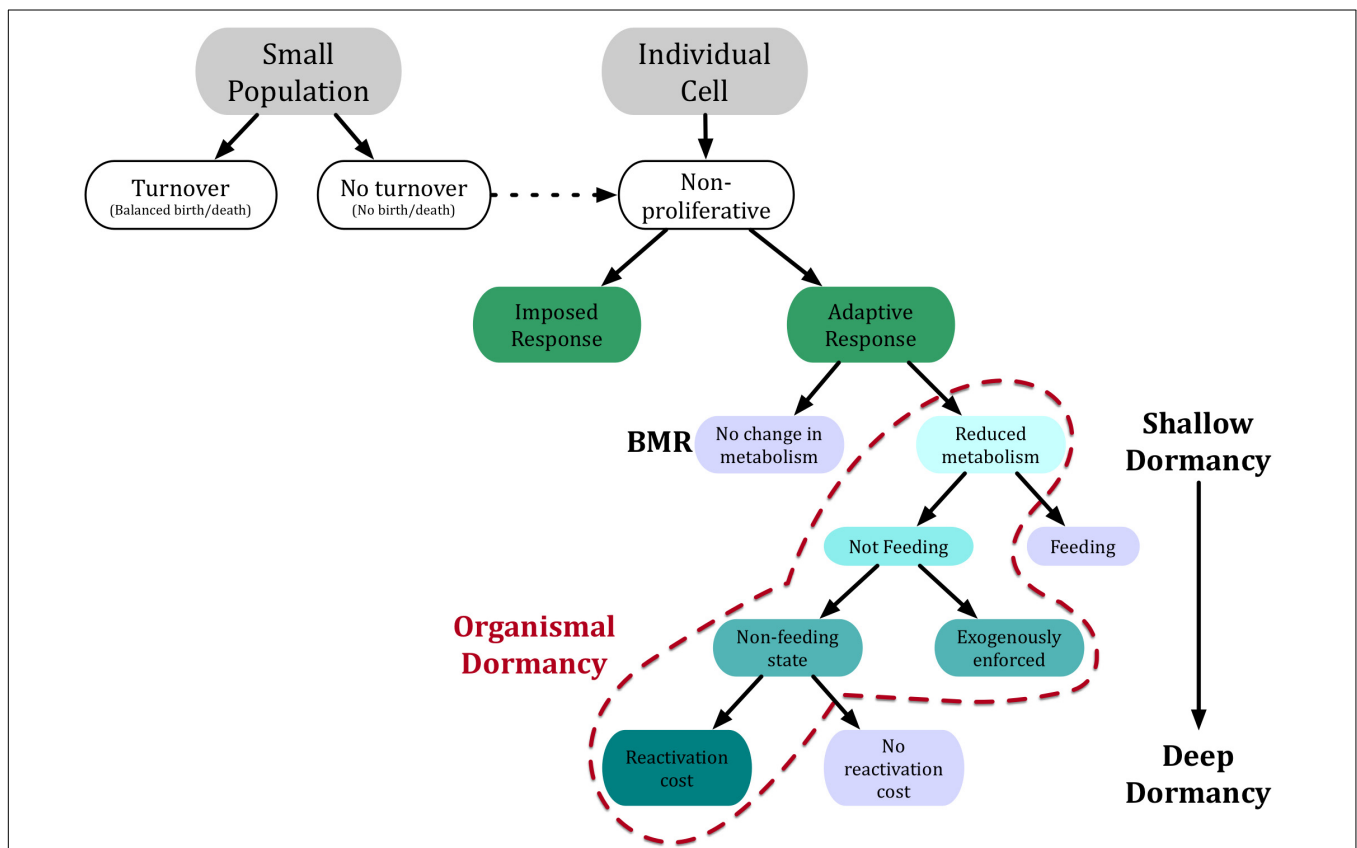 Small
Population
Individual
Cell
Turnover
(Balanced birth/death)
No turnover
(No birth/death)
Non-
proliferative
Imposed
Response
Adaptive
Response
BMR
No change in
metabolism
Reduced
metabolism
Shallow
Dormancy
Not Feeding
Feeding
Organismal
Dormancy
Non-feeding
state
Exogenously
enforced
Reactivation
cost
No
reactivation
cost
Deep
Dormancy